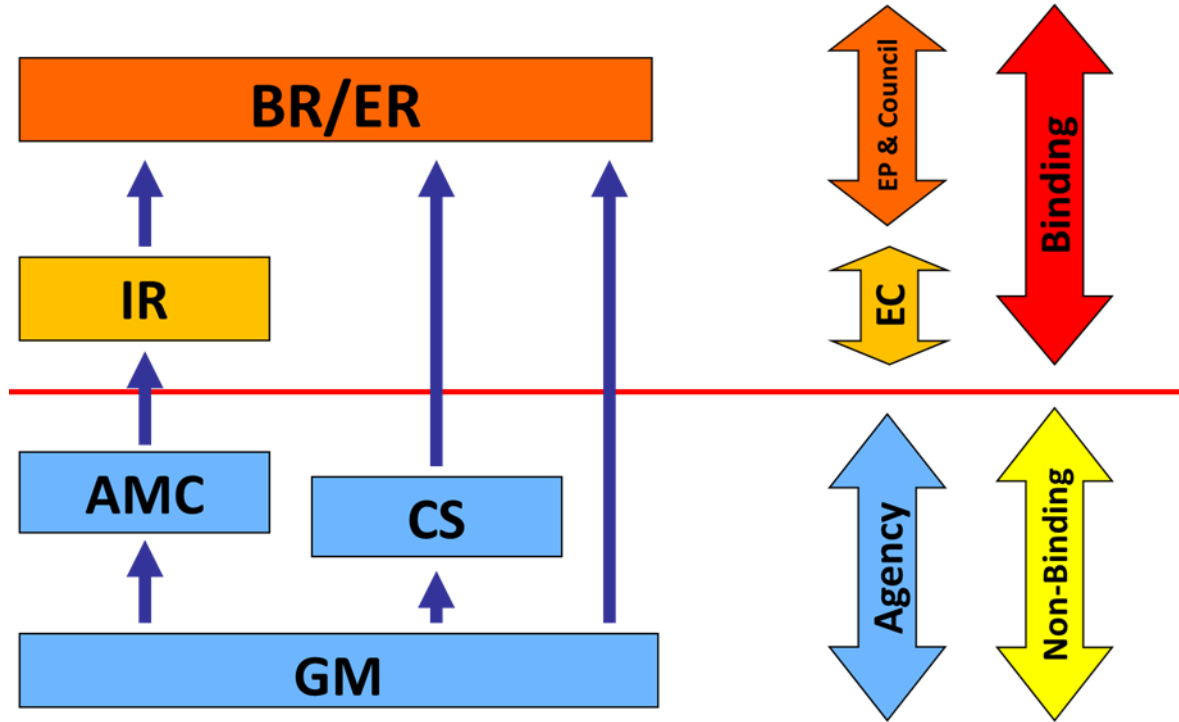 BR/ER
EP & Council
Binding
IR
EC
AMC
CS
Agency
Non-Binding
GM